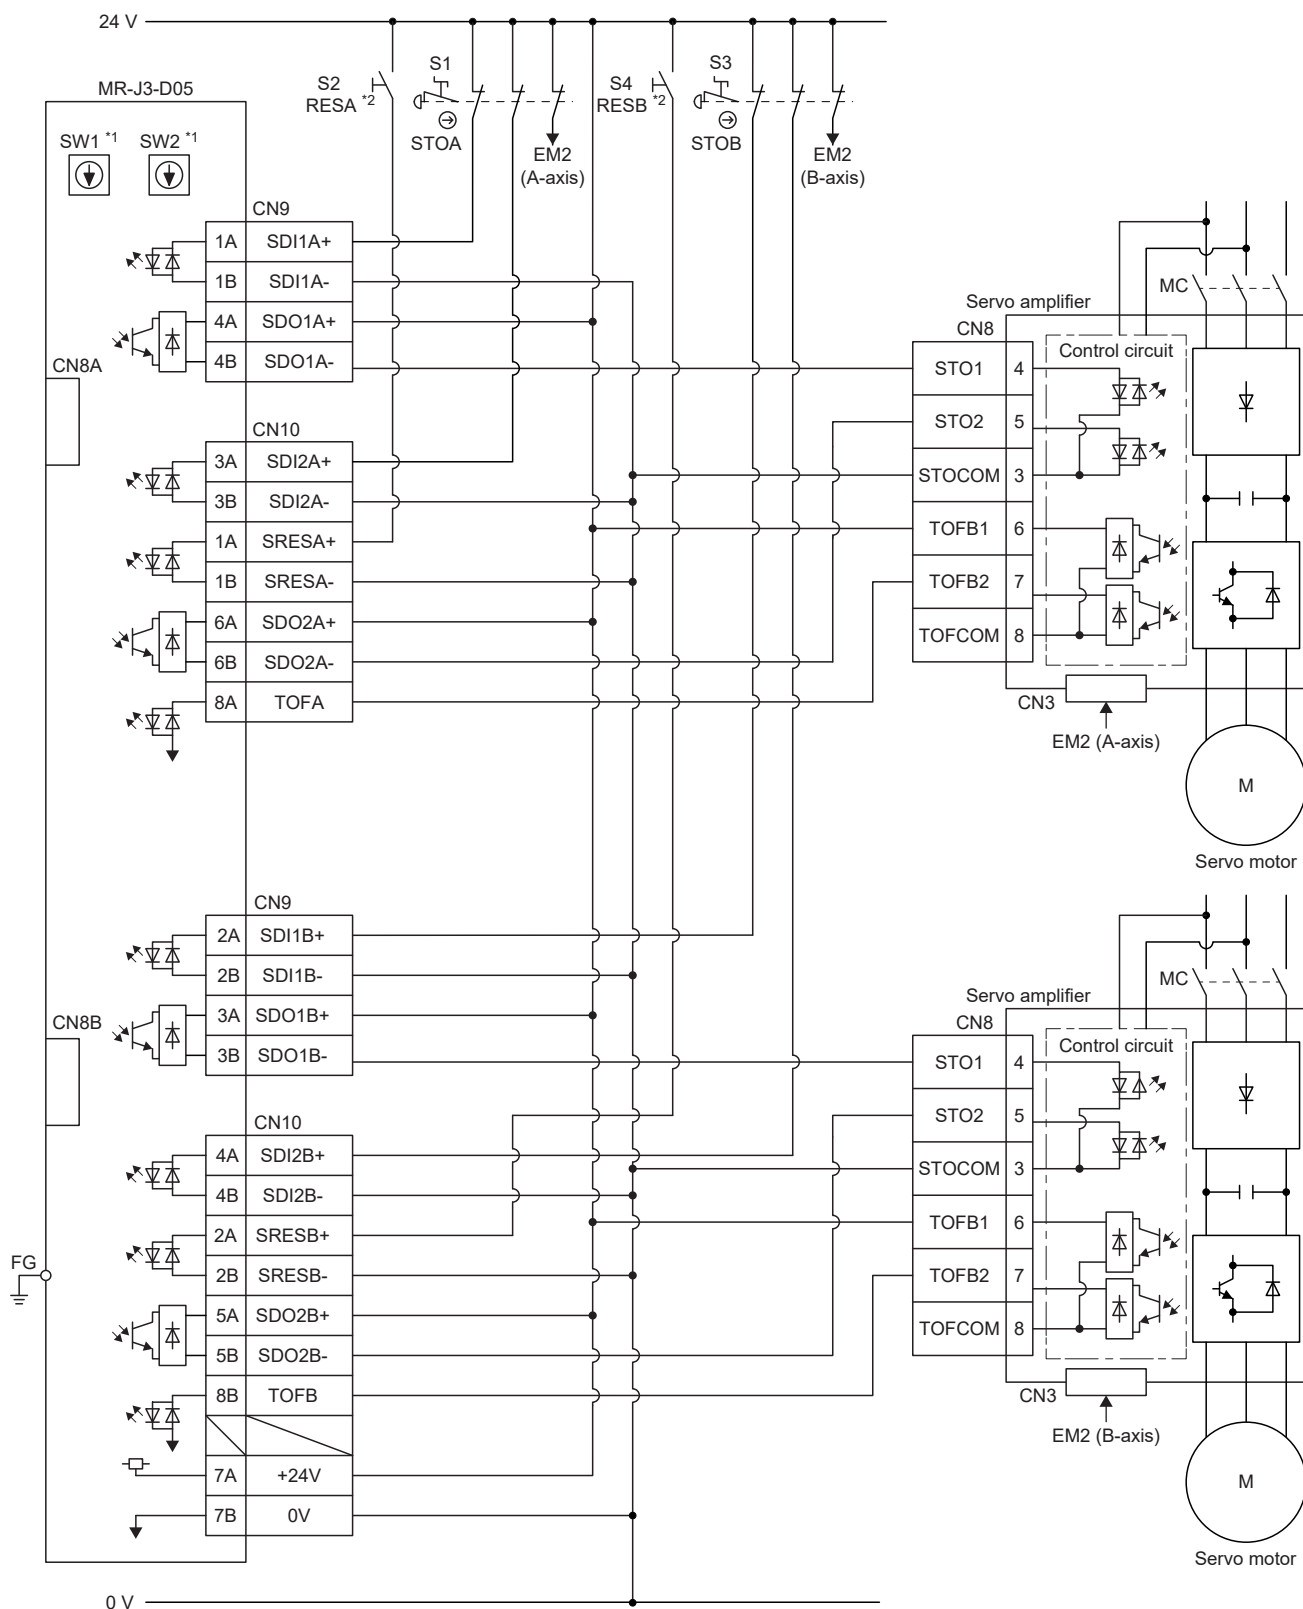 24 V
MR-J3-D05
SW1 *1
SW2 *1
S2
RESA *2
S1
STOA
EM2
(A-axis)
S4
RESB *2
S3
STOB
EM2
(B-axis)
CN9
1A SDI1A+
1B SDI1A-
4A SDO1A+
4B SDO1A-
CN8A
CN10
3A SDI2A+
3B SDI2A-
1A SRESA+
1B SRESA-
6A SDO2A+
6B SDO2A-
8A TOFA
MC
Servo amplifier
CN8
Control circuit
STO1 4
STO2 5
STOCOM 3
TOFB1 6
TOFB2 7
TOFCOM 8
CN3
EM2 (A-axis)
M
Servo motor
CN9
2A SDI1B+
2B SDI1B-
3A SDO1B+
3B SDO1B-
CN8B
CN10
4A SDI2B+
4B SDI2B-
2A SRESB+
2B SRESB-
5A SDO2B+
5B SDO2B-
8B TOFB
7A +24V
7B 0V
FG
MC
Servo amplifier
CN8
Control circuit
STO1 4
STO2 5
STOCOM 3
TOFB1 6
TOFB2 7
TOFCOM 8
CN3
EM2 (B-axis)
M
Servo motor
0 V